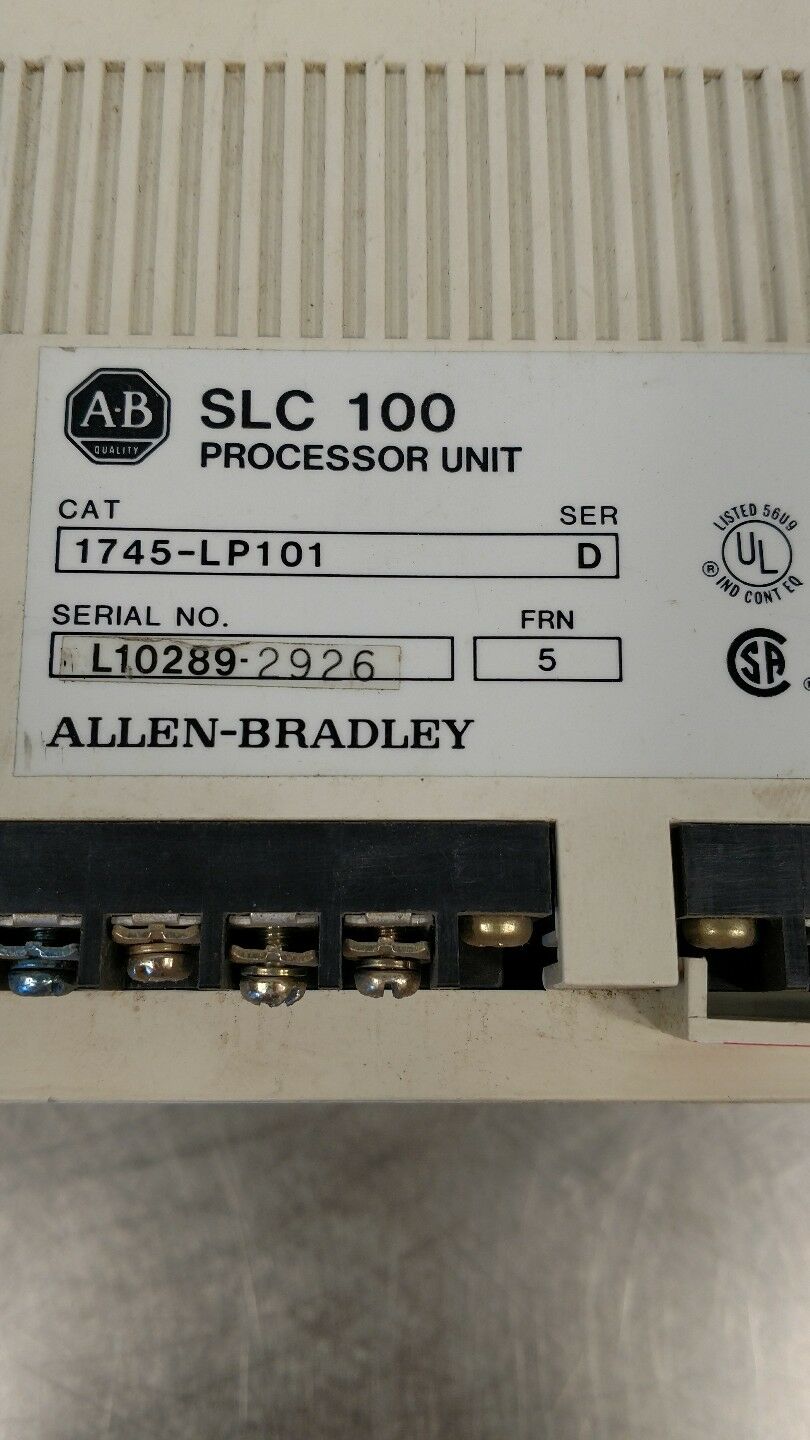 A·B
QUALITY
SLC 100
PROCESSOR UNIT
CAT
SER
1745-LP101
D
LISTED 56U9
UL
®
IND CONT EQ
SERIAL NO.
FRN
L10289-2926
5
SA
®
ALLEN-BRADLEY